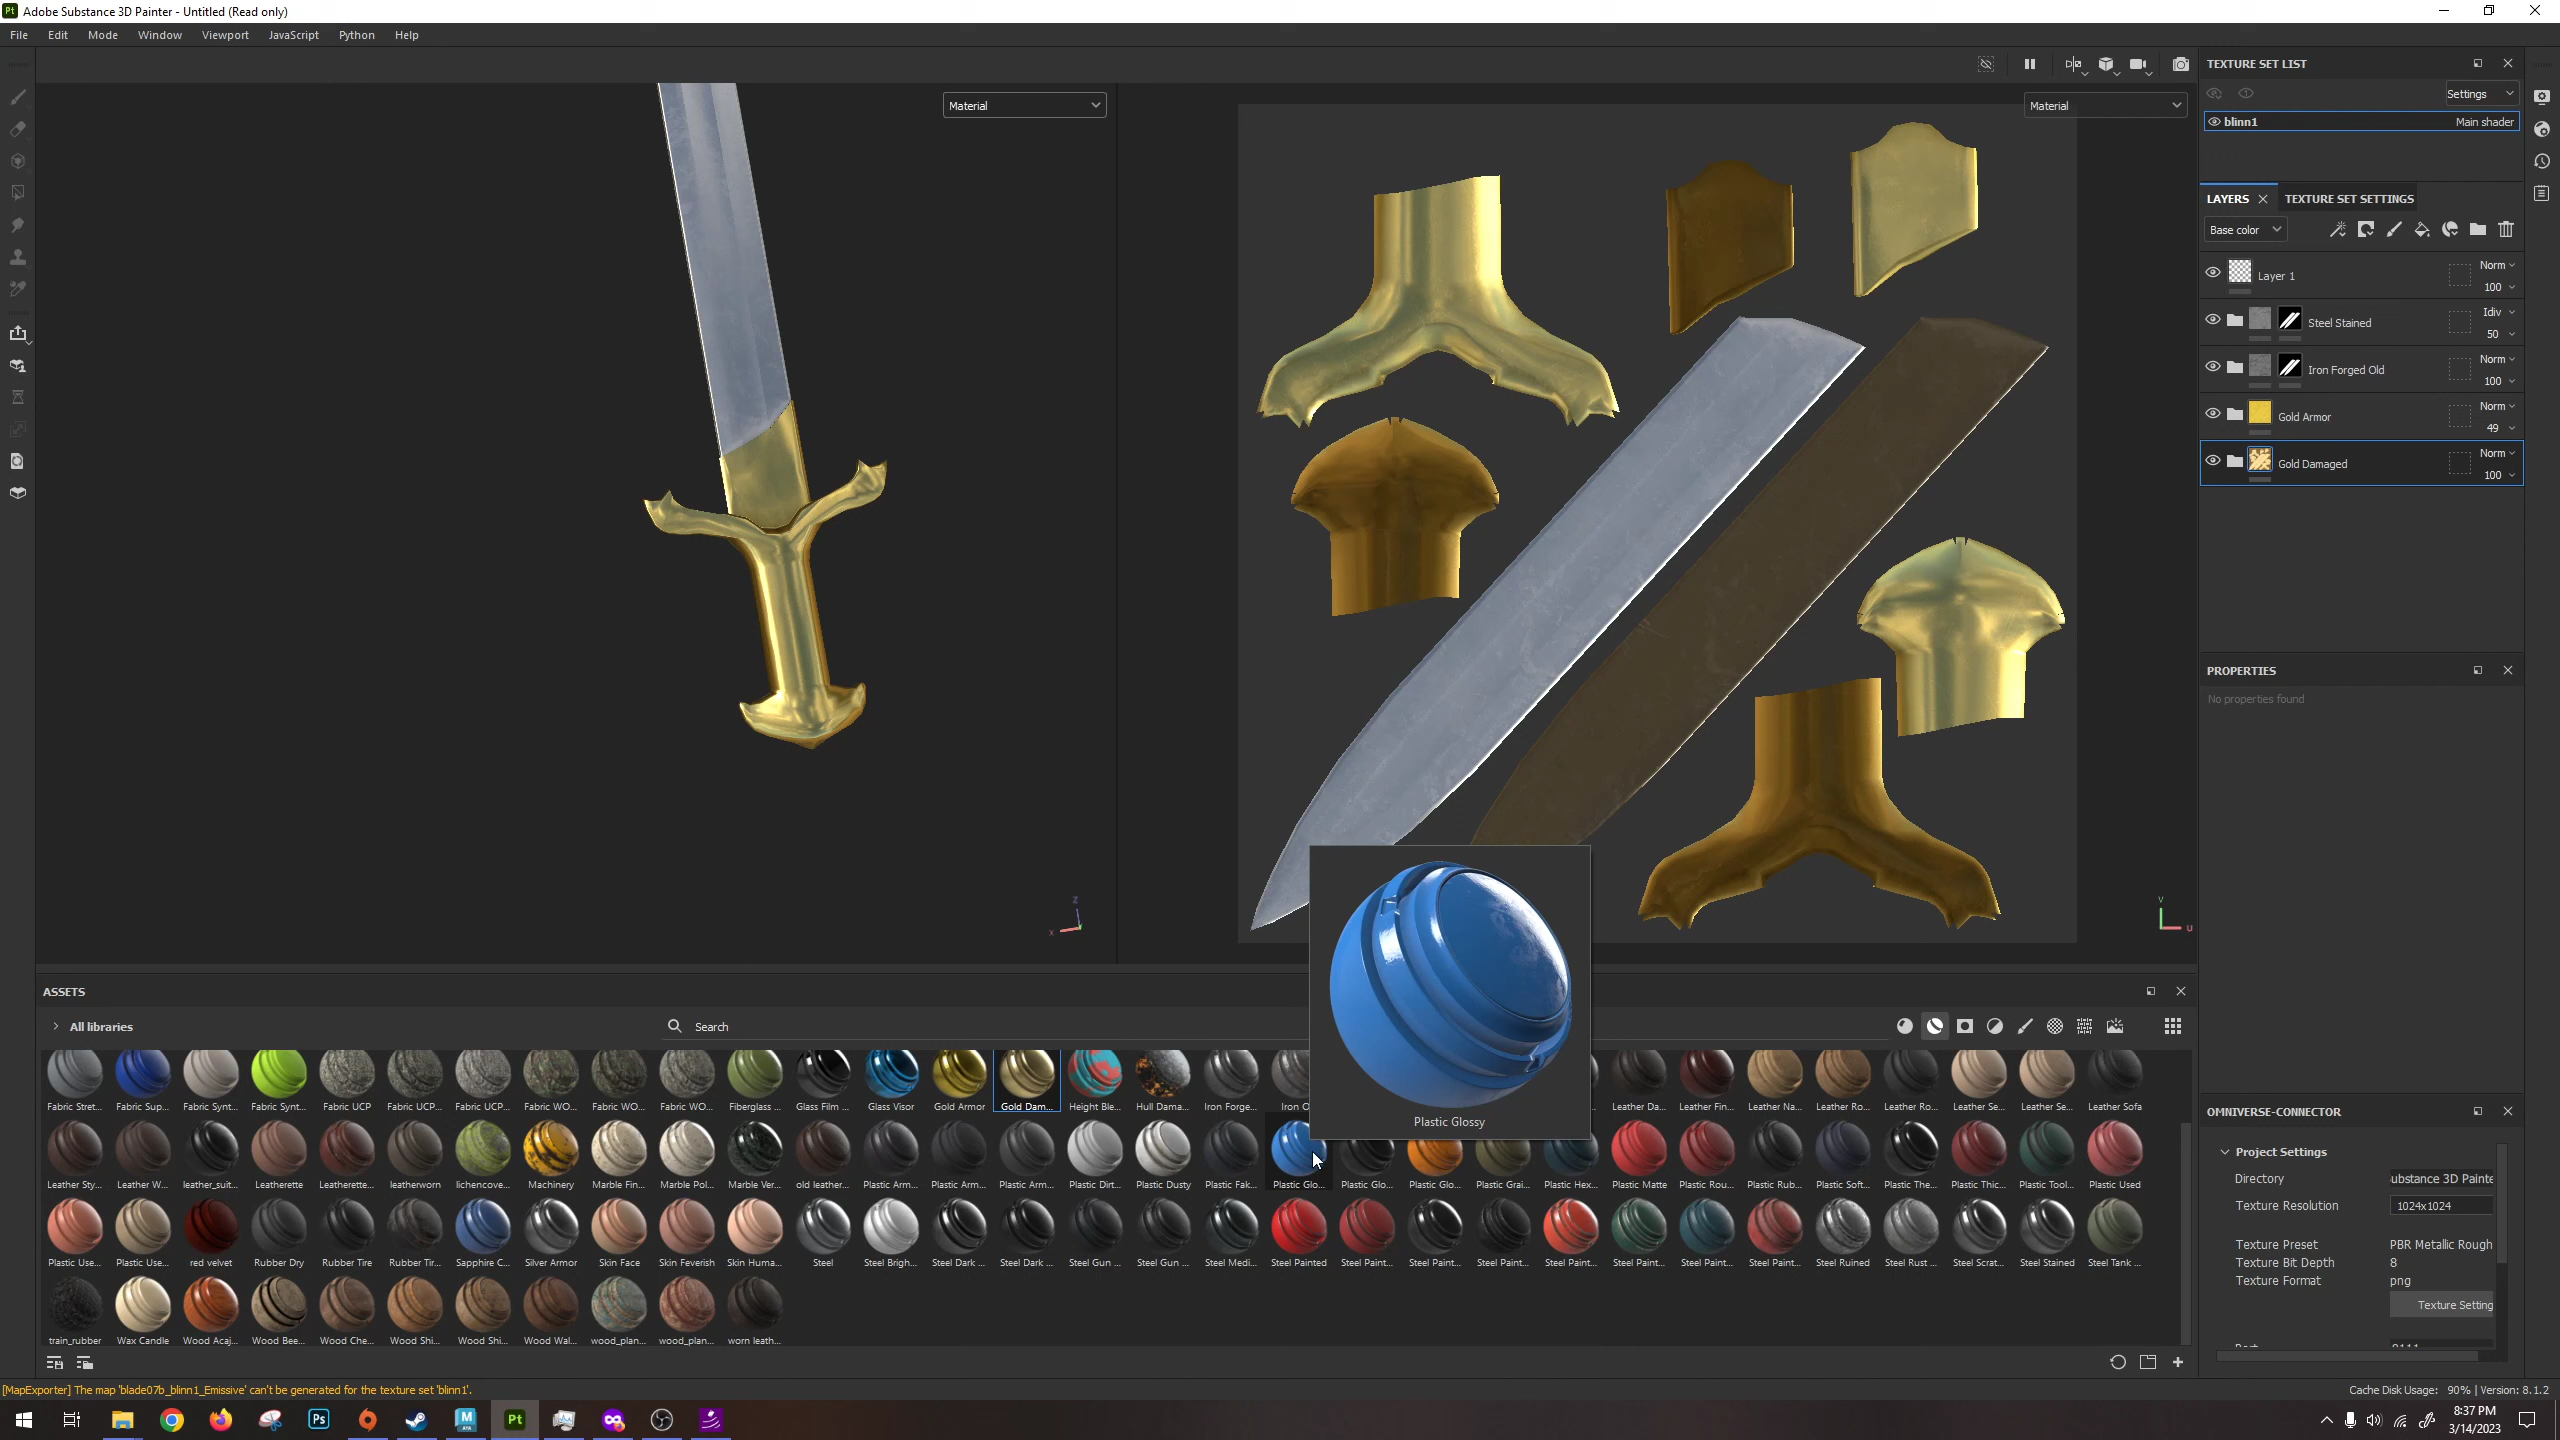 Pt Adobe Substance 3D Painter - Untitled (Read only)
File Edit Mode Window Viewport JavaScript Python Help
Material
Material
TEXTURE SET LIST
Settings
blinn1 Main shader
LAYERS TEXTURE SET SETTINGS
Base color
Layer 1 Norm 100
Steel Stained ldiv 50
Iron Forged Old Norm 100
Gold Armor Norm 49
Gold Damaged Norm 100
PROPERTIES
No properties found
Z
X
V
U
ASSETS
All libraries
Search
Plastic Glossy
Fabric Stret... Fabric Sup... Fabric Synt... Fabric Synt... Fabric UCP Fabric UCP... Fabric UCP... Fabric WO... Fabric WO... Fabric WO... Fiberglass ... Glass Film ... Glass Visor Gold Armor Gold Dam... Height Ble... Hull Dama... Iron Forge... Iron O Leather Da... Leather Fin... Leather Na... Leather Ro... Leather Ro... Leather Se... Leather Se... Leather Sofa
Leather Sty... Leather W... leather_suit... Leatherette Leatherette... leatherworn lichencove... Machinery Marble Fin... Marble Pol... Marble Ver... old leather... Plastic Arm... Plastic Arm... Plastic Arm... Plastic Dirt... Plastic Dusty Plastic Fak... Plastic Glo... Plastic Glo... Plastic Glo... Plastic Grai... Plastic Hex... Plastic Matte Plastic Rou... Plastic Rub... Plastic Soft... Plastic The... Plastic Thic... Plastic Tool... Plastic Used
Plastic Use... Plastic Use... red velvet Rubber Dry Rubber Tire Rubber Tir... Sapphire C... Silver Armor Skin Face Skin Feverish Skin Huma... Steel Steel Brigh... Steel Dark ... Steel Dark ... Steel Gun ... Steel Gun ... Steel Medi... Steel Painted Steel Pain... Steel Paint... Steel Paint... Steel Paint... Steel Paint... Steel Pain... Steel Paint... Steel Ruined Steel Rust ... Steel Scrat... Steel Stained Steel Tank ...
train_rubber Wax Candle Wood Acaj... Wood Bee... Wood Che... Wood Shi... Wood Shi... Wood Wal... wood_plan... wood_plan... worn leath...
OMNIVERSE-CONNECTOR
Project Settings
Directory ubstance 3D Painte
Texture Resolution 1024x1024
Texture Preset PBR Metallic Rough
Texture Bit Depth 8
Texture Format png
Texture Setting
[MapExporter] The map 'blade07b_blinn1_Emissive' can't be generated for the texture set 'blinn1'.
Cache Disk Usage: 90% | Version: 8.1.2
Ps
M
Pt
8:37 PM
3/14/2023